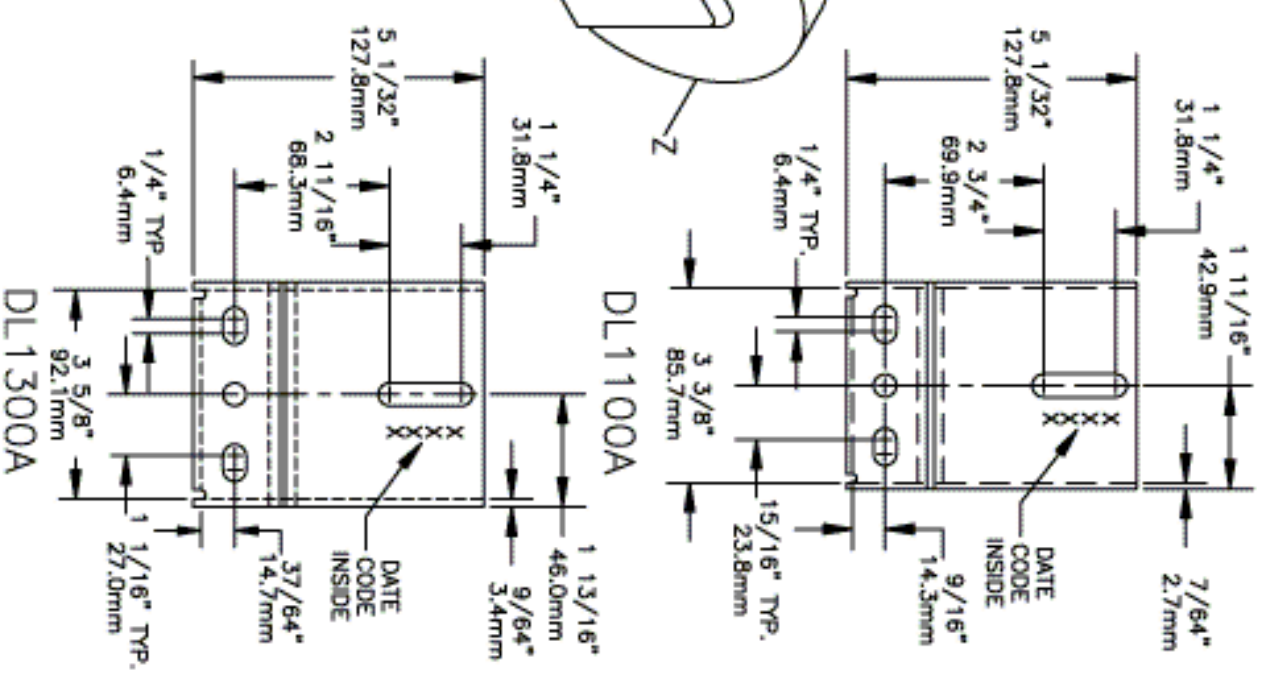 5 1/32"
127.8mm
1 1/4"
31.8mm
2 3/4"
69.9mm
1/4" TYP.
6.4mm
1 11/16"
42.9mm
3 3/8"
85.7mm
XXXX
DATE
CODE
INSIDE
7/64"
2.7mm
9/16"
14.3mm
15/16" TYP.
23.8mm
DL1100A
Z
5 1/32"
127.8mm
1 1/4"
31.8mm
2 11/16"
68.3mm
1/4" TYP.
6.4mm
3 5/8"
92.1mm
XXXX
DATE
CODE
INSIDE
1 13/16"
46.0mm
9/64"
3.4mm
37/64"
14.7mm
1 1/16" TYP.
27.0mm
DL1300A